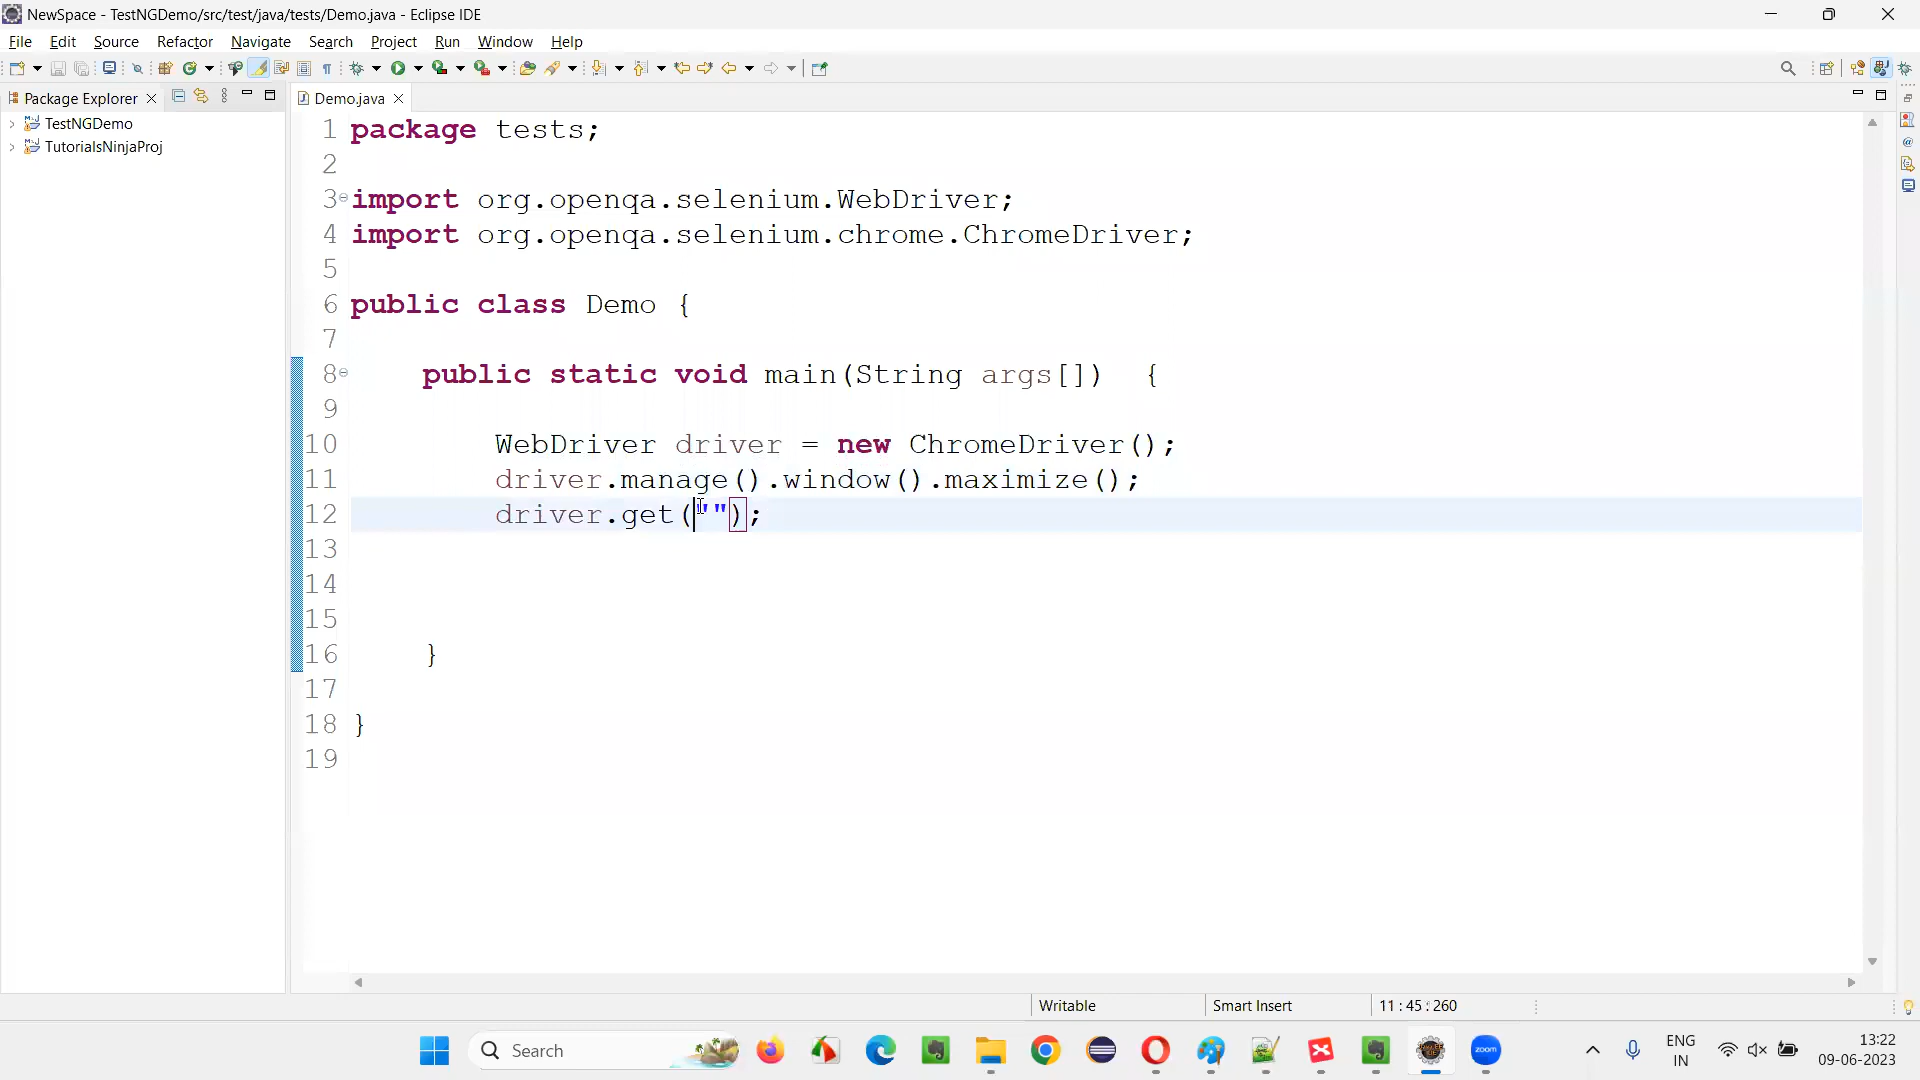 NewSpace - TestNGDemo/src/test/java/tests/Demo.java - Eclipse IDE
File Edit Source Refactor Navigate Search Project Run Window Help
Package Explorer
Demo.java
TestNGDemo
TutorialsNinjaProj
1 package tests;
2
3 import org.openqa.selenium.WebDriver;
4 import org.openqa.selenium.chrome.ChromeDriver;
5
6 public class Demo {
7
8 public static void main(String args[]) {
9
10 WebDriver driver = new ChromeDriver();
11 driver.manage().window().maximize();
12 driver.get("");
13
14
15
16 }
17
18 }
19
Writable Smart Insert 11 : 45 : 260
Search
zoom
ENG
IN
13:22
09-06-2023